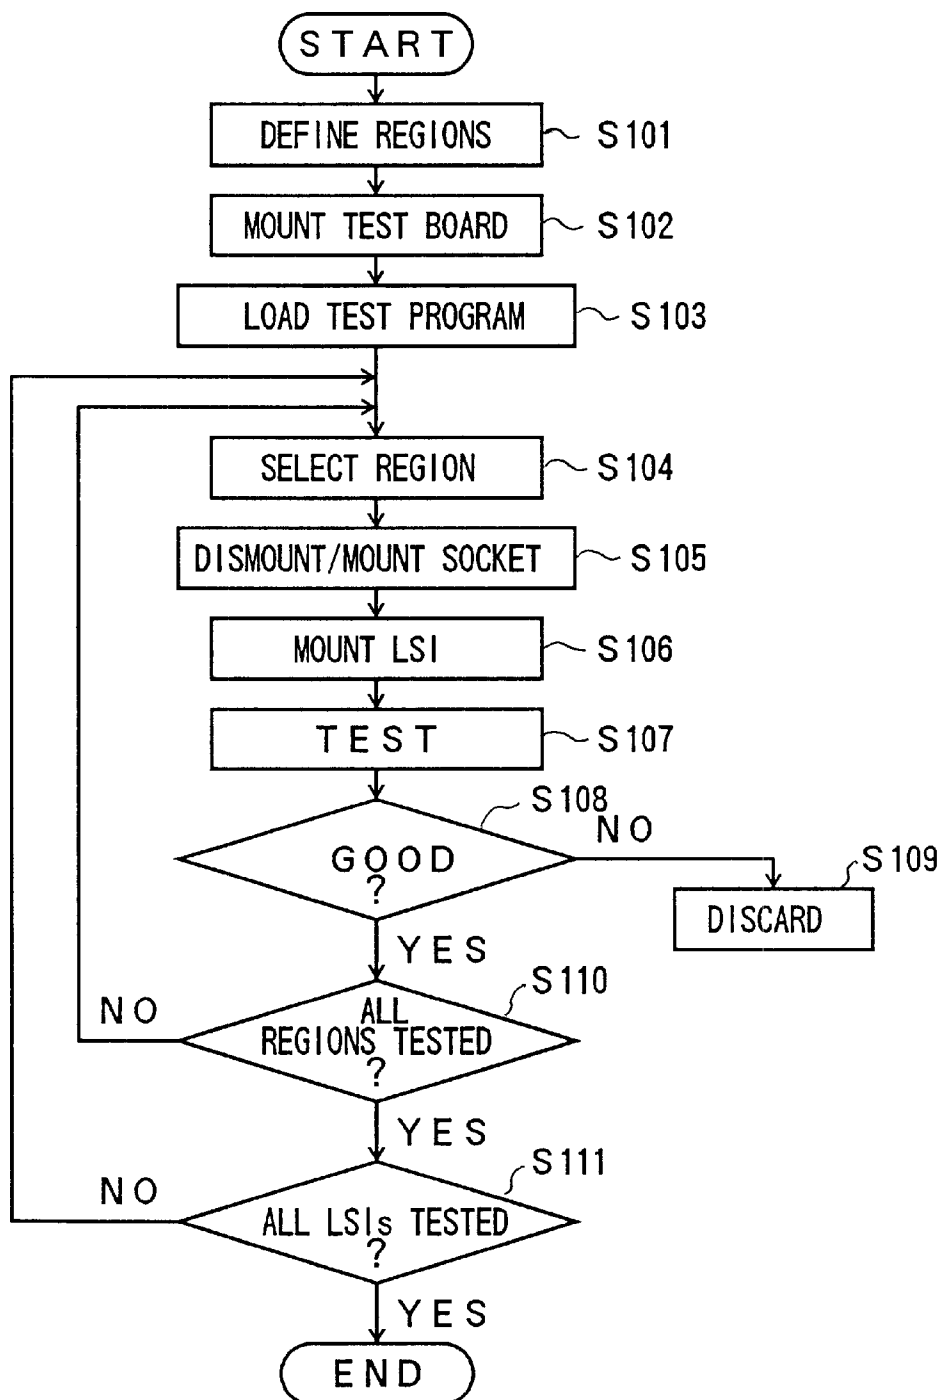 START
DEFINE REGIONS
S101
MOUNT TEST BOARD
S102
LOAD TEST PROGRAM
S103
SELECT REGION
S104
DISMOUNT/MOUNT SOCKET
S105
MOUNT LSI
S106
TEST
S107
S108
GOOD
?
NO
S109
DISCARD
YES
S110
ALL
REGIONS TESTED
?
NO
YES
S111
ALL LSIs TESTED
?
NO
YES
END